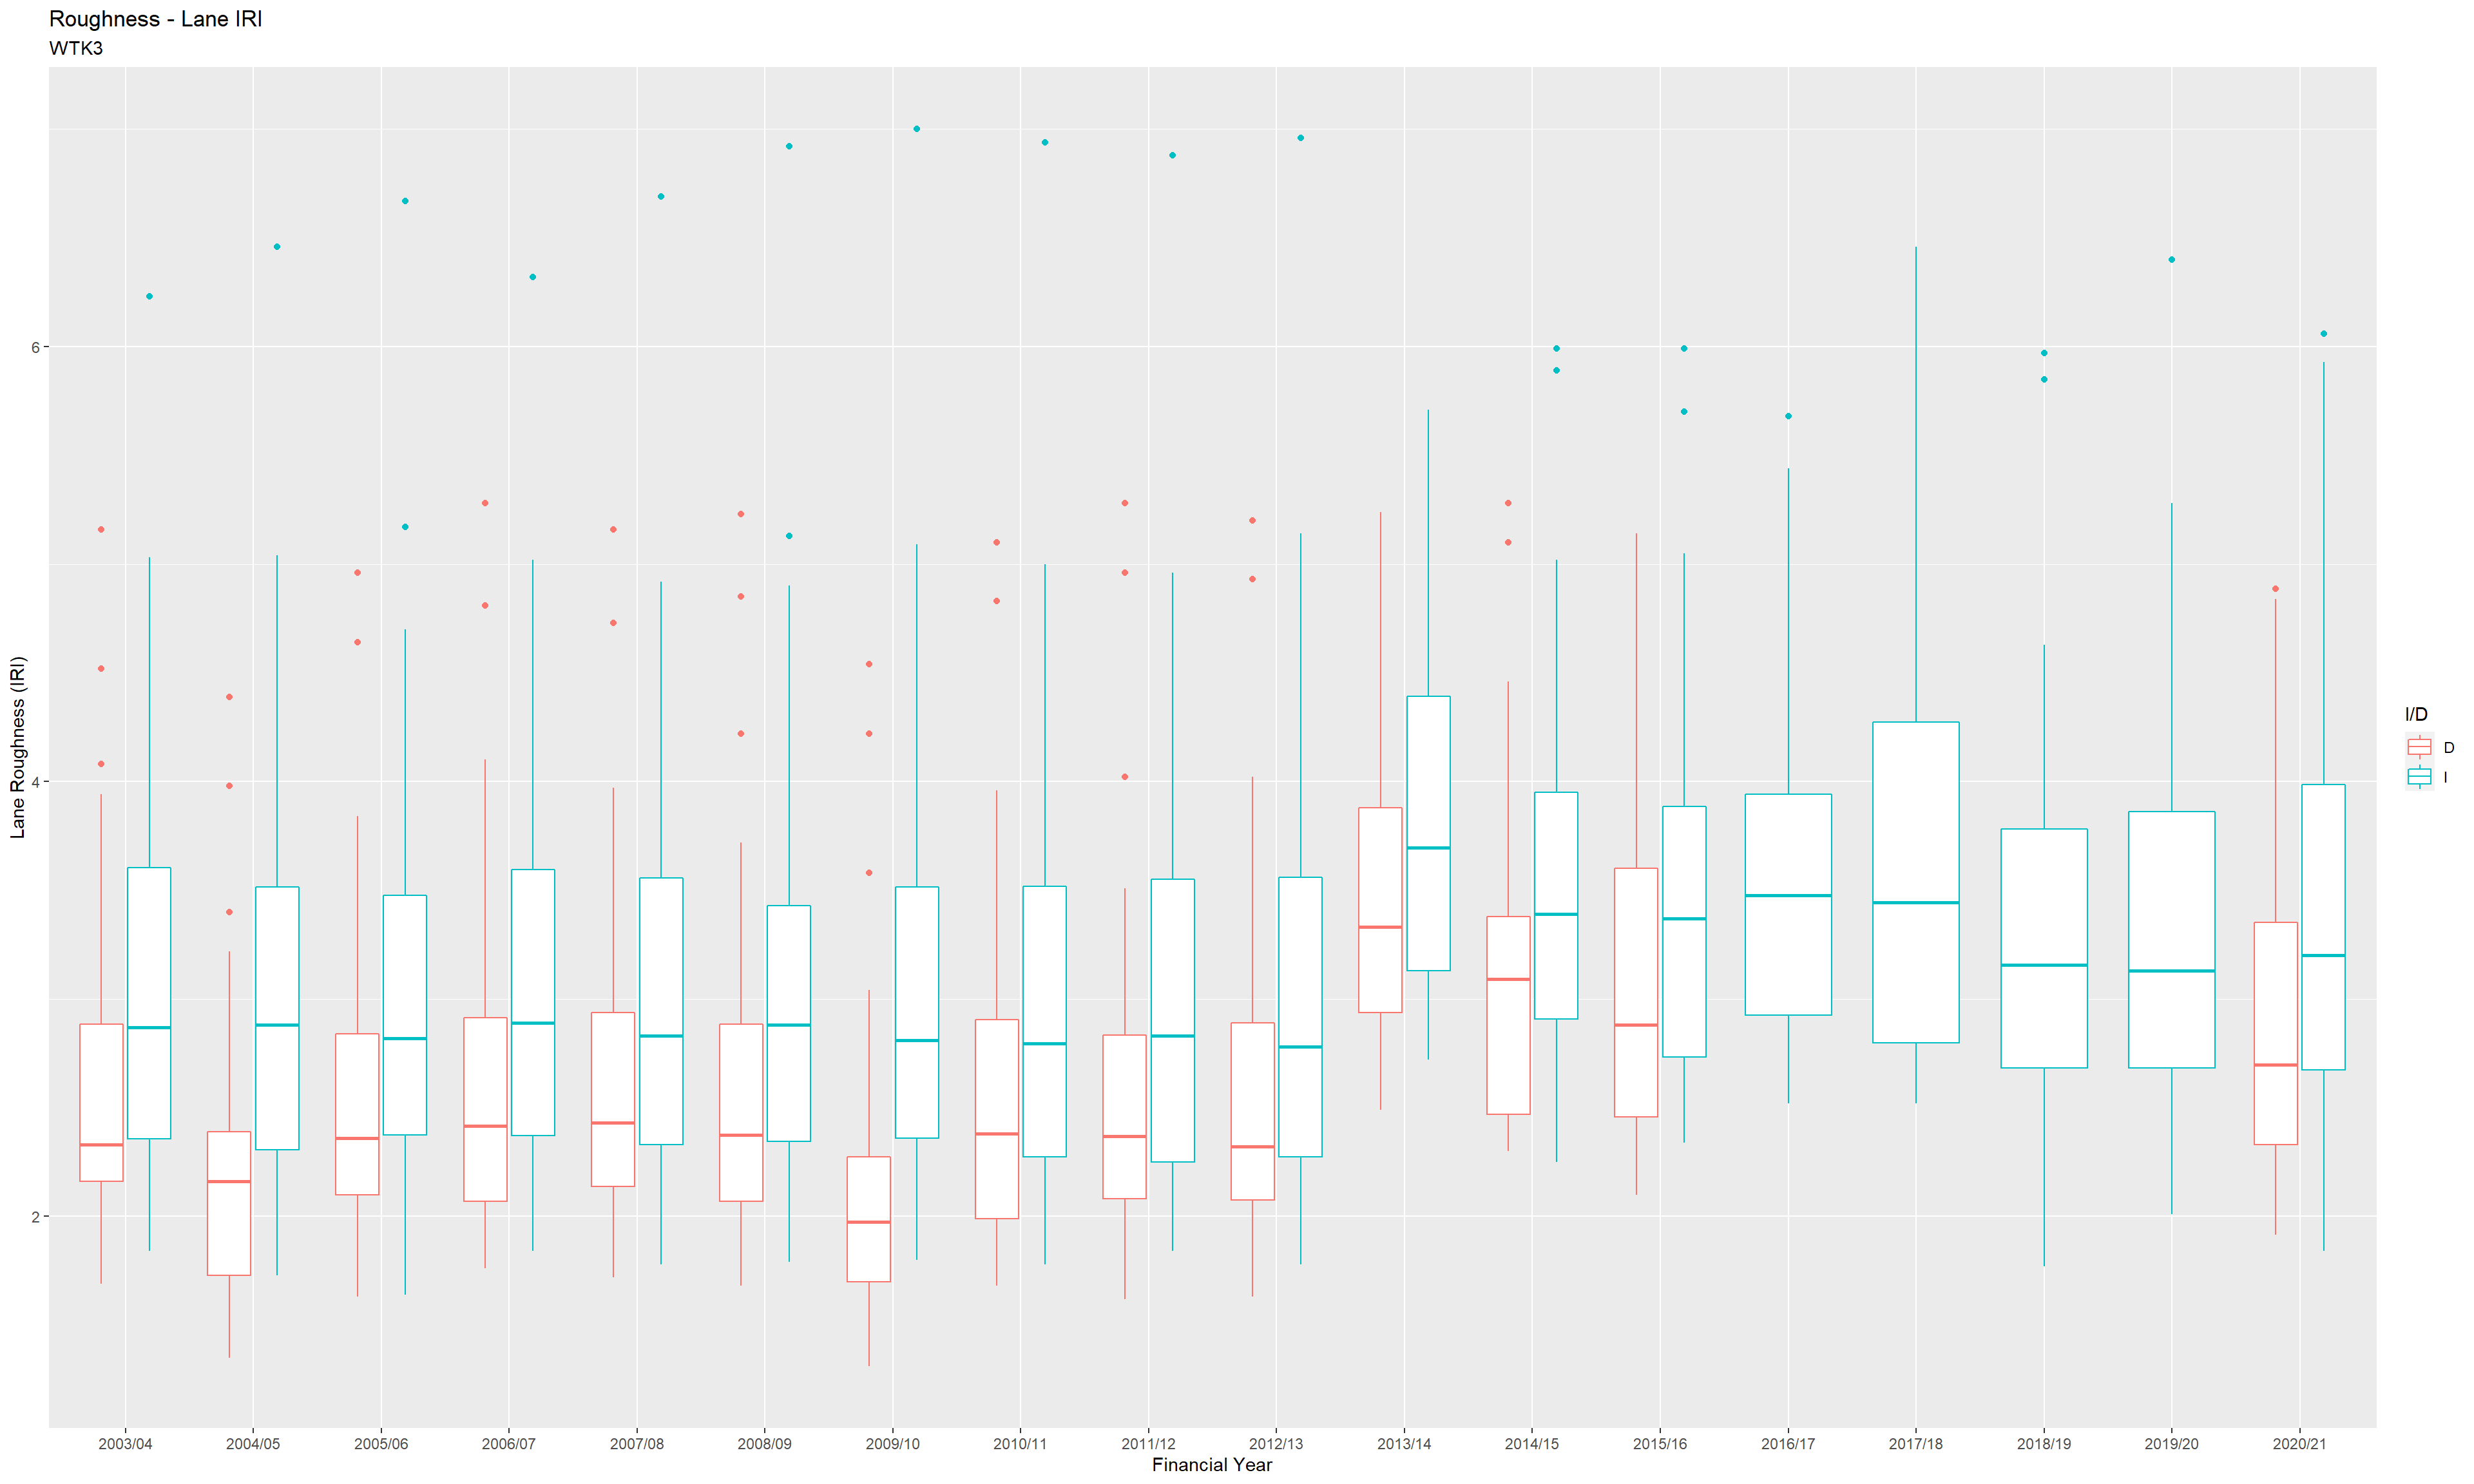 Roughness - Lane IRI
WTK3
Lane Roughness (IRI)
6
4
2
2003/04 2004/05 2005/06 2006/07 2007/08 2008/09 2009/10 2010/11 2011/12 2012/13 2013/14 2014/15 2015/16 2016/17 2017/18 2018/19 2019/20 2020/21
Financial Year
I/D
D
I